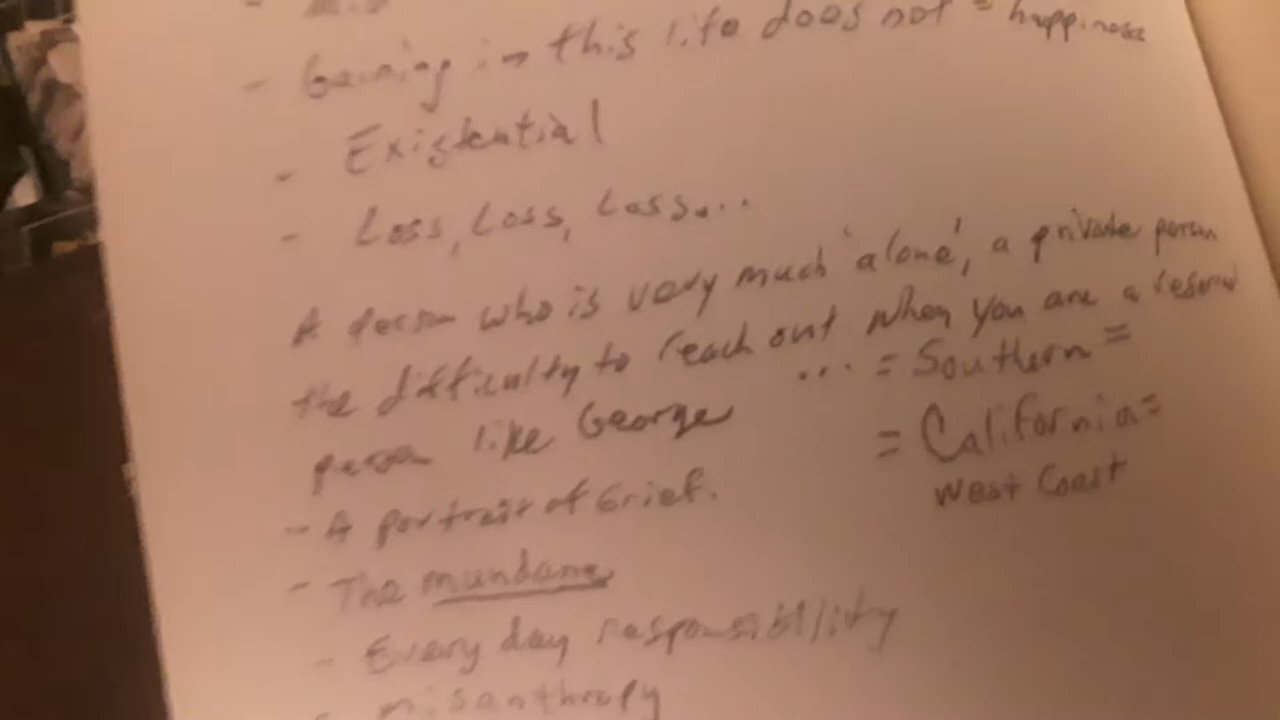 - Gaining in this life does not = happiness
- Existential
- Loss, Loss, Loss....
A person who is very much 'alone', a private person
the difficulty to reach out when you are a reserved
person like George ... = Southern =
= California =
West Coast
- A portrait of Grief.
- The mundane
- Every day responsibility
misanthropy